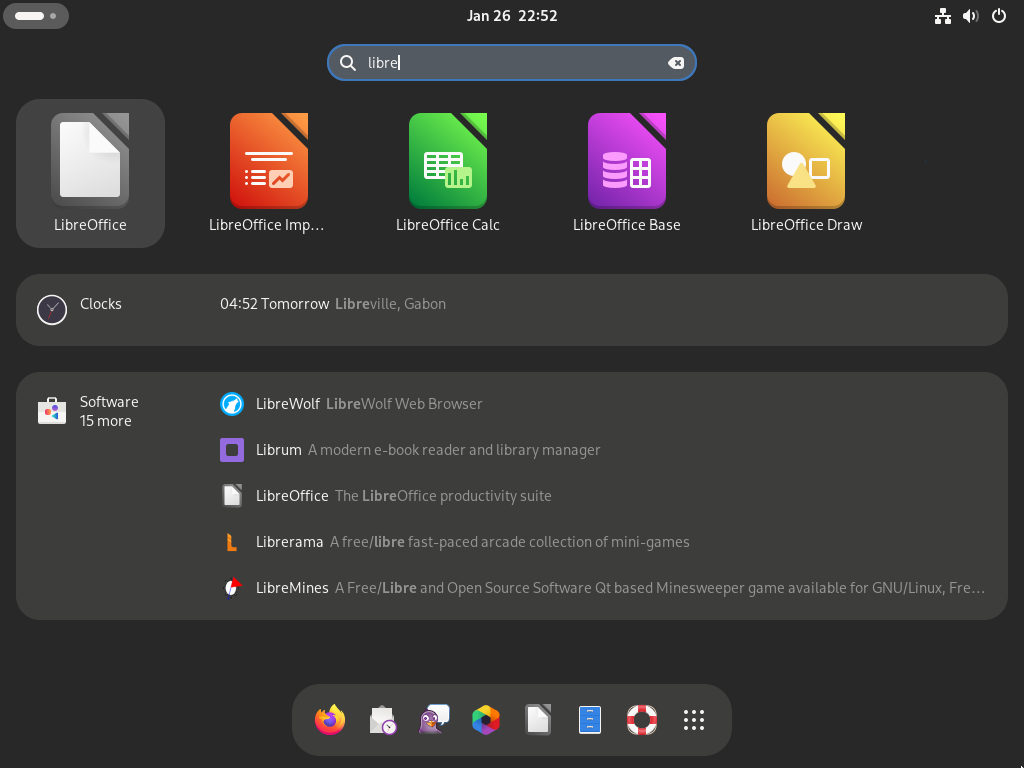 Jan 26  22:52
libre
LibreOffice
LibreOffice Imp…
LibreOffice Calc
LibreOffice Base
LibreOffice Draw
Clocks
04:52 Tomorrow Libreville, Gabon
Software
15 more
LibreWolf LibreWolf Web Browser
Librum A modern e-book reader and library manager
LibreOffice The LibreOffice productivity suite
Librerama A free/libre fast-paced arcade collection of mini-games
LibreMines A Free/Libre and Open Source Software Qt based Minesweeper game available for GNU/Linux, Fre…